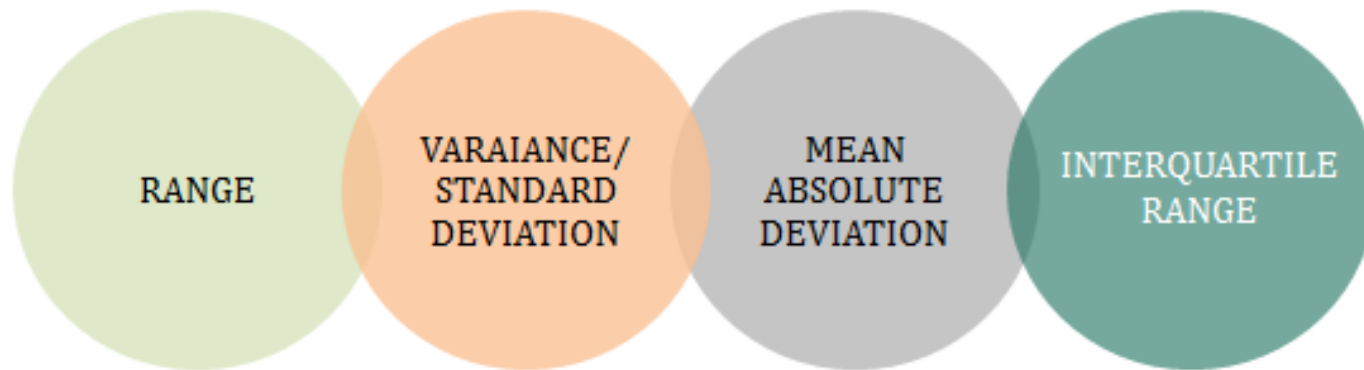 RANGE
VARAIANCE/
STANDARD
DEVIATION
MEAN
ABSOLUTE
DEVIATION
INTERQUARTILE
RANGE